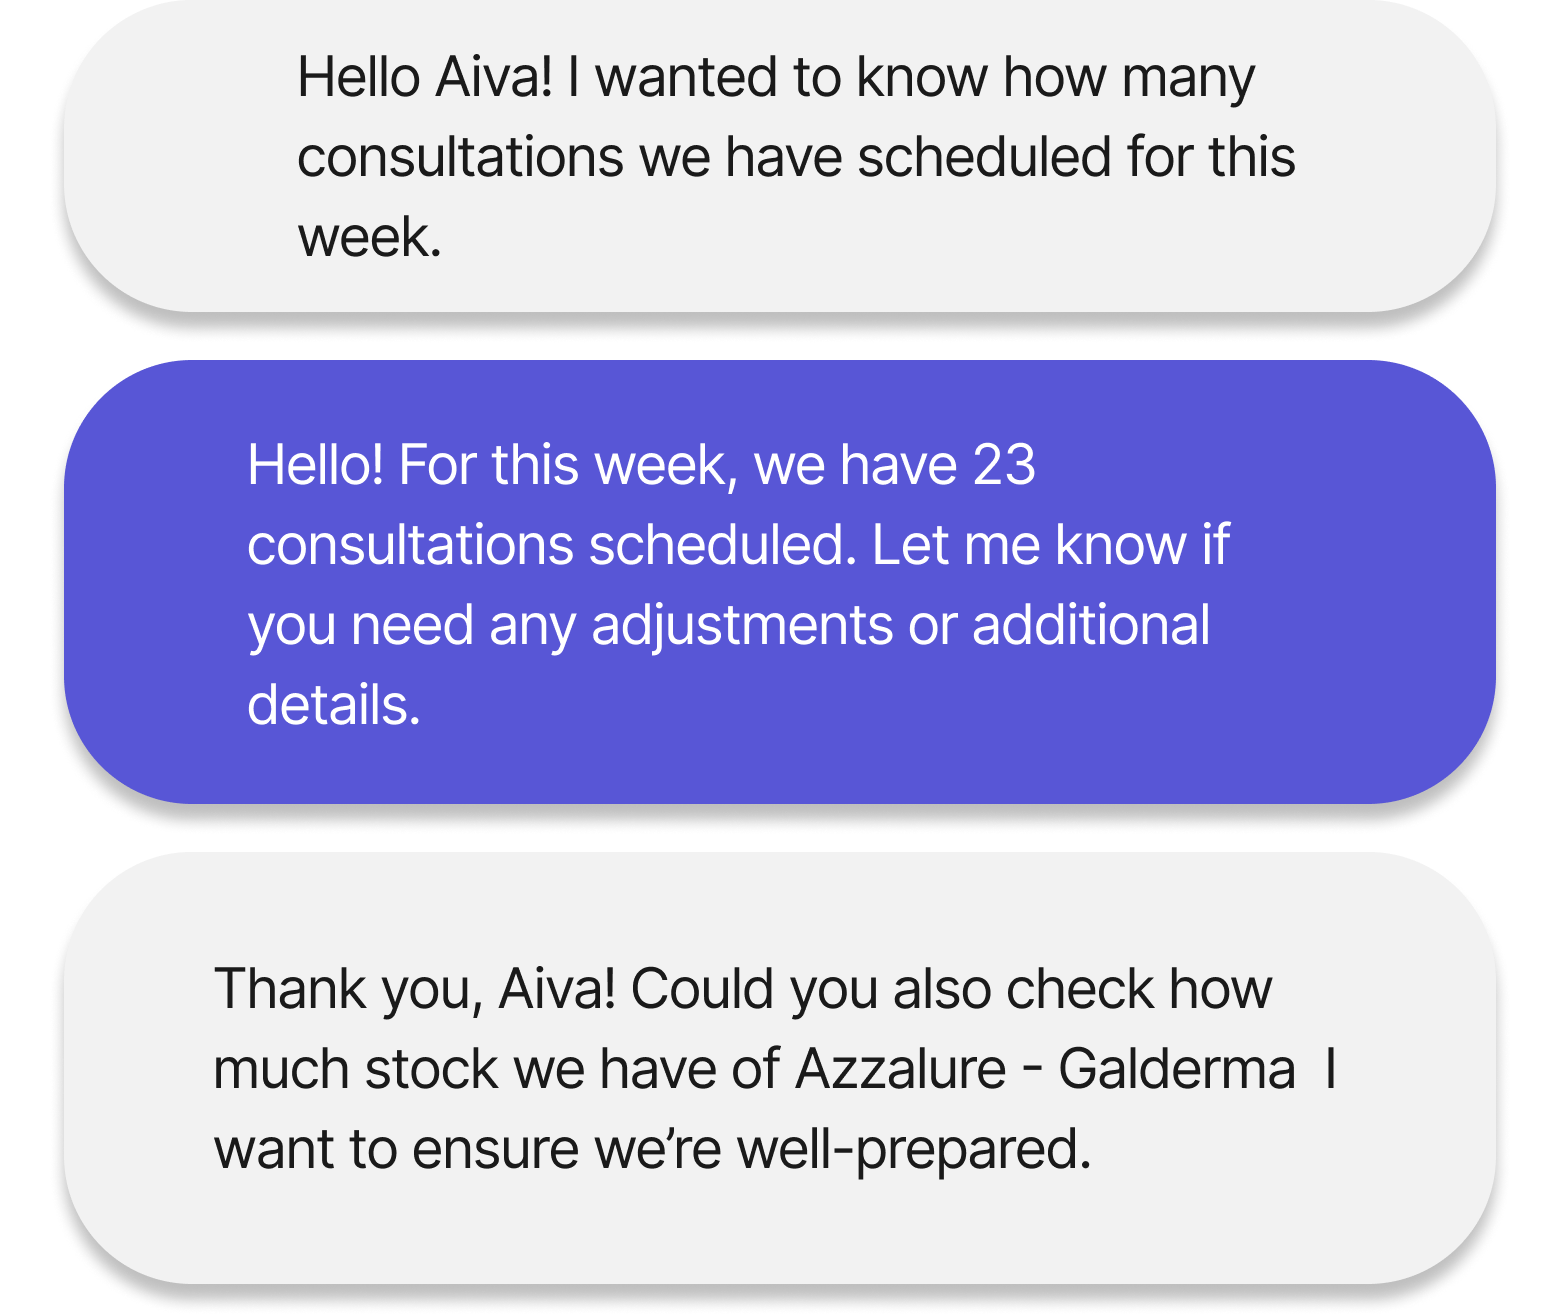 Hello Aiva! I wanted to know how many
consultations we have scheduled for this
week.
Hello! For this week, we have 23
consultations scheduled. Let me know if
you need any adjustments or additional
details.
Thank you, Aiva! Could you also check how
much stock we have of Azzalure - Galderma  I
want to ensure we’re well-prepared.